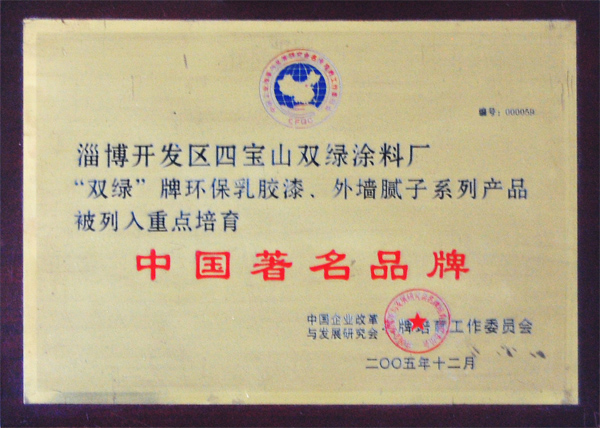 编号：000059
淄博开发区四宝山双绿涂料厂
“双绿”牌环保乳胶漆、外墙腻子系列产品
被列入重点培育
中国著名品牌
中国企业改革
与发展研究会
牌培育工作委员会
二〇〇五年十二月